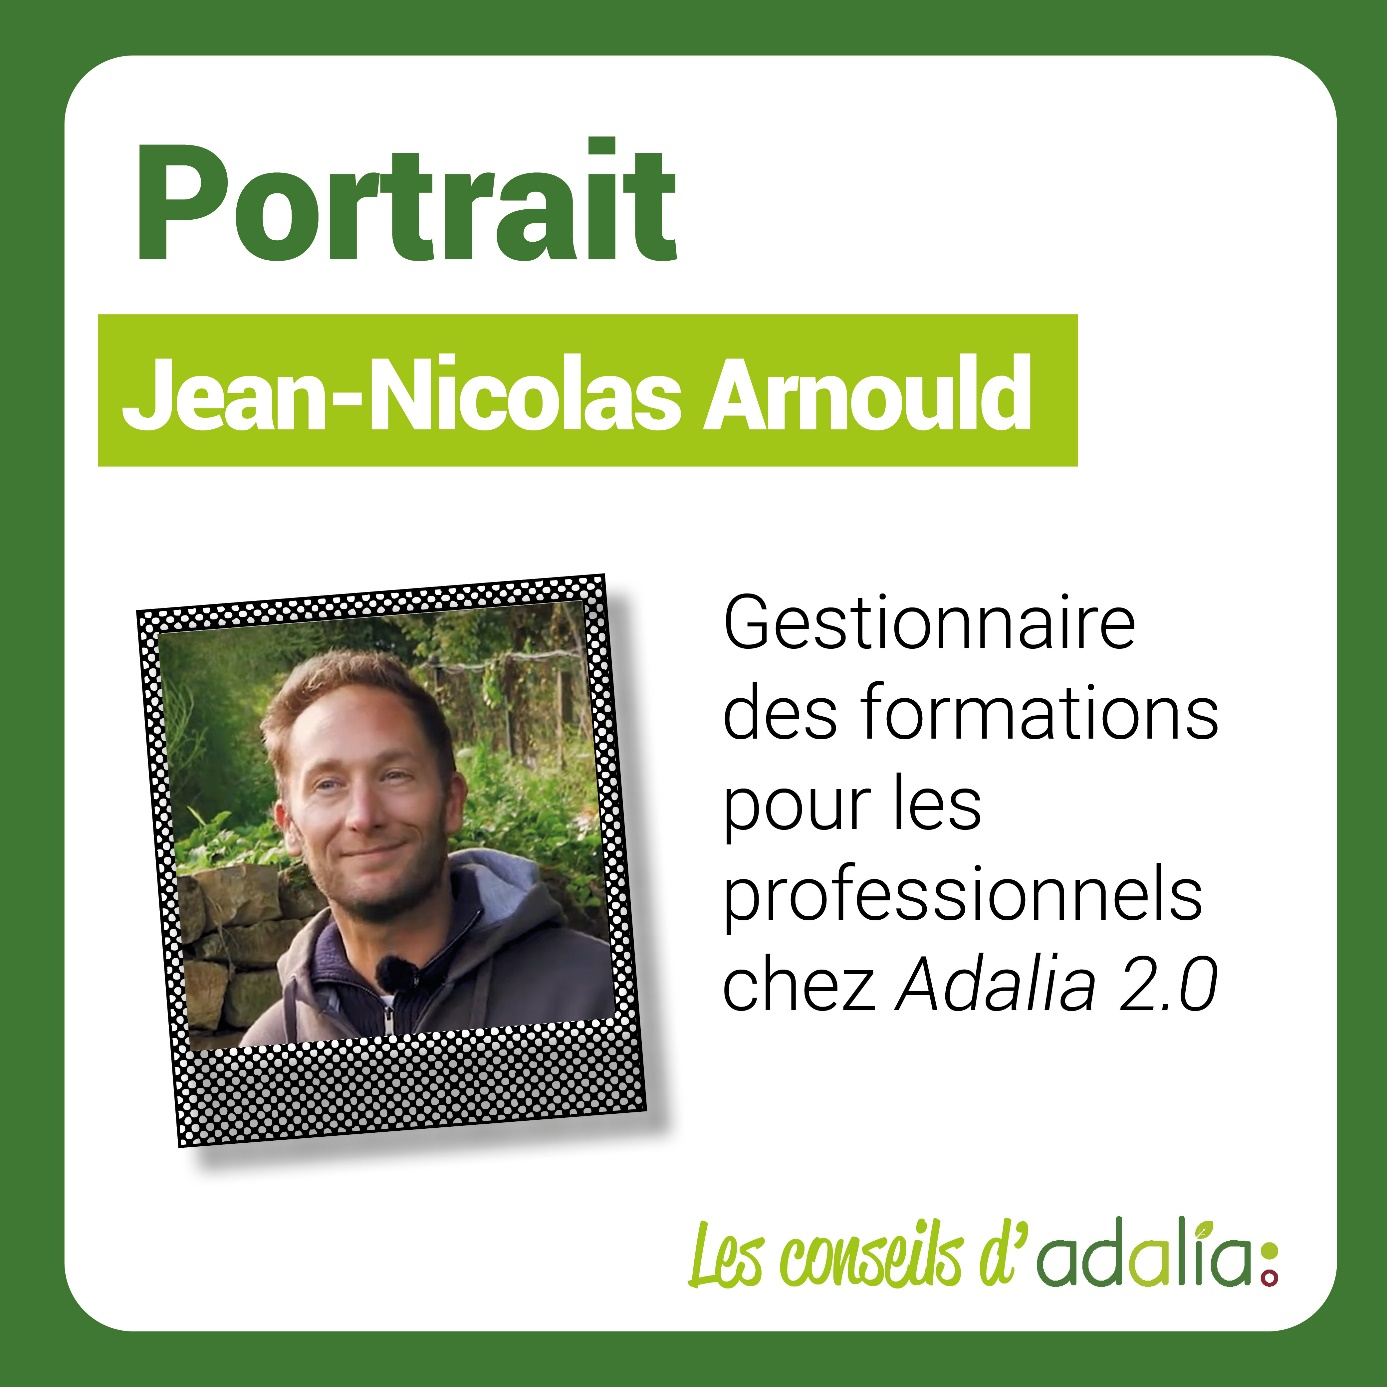 Portrait
Jean-Nicolas Arnould
Gestionnaire
des formations
pour les
professionnels
chez Adalia 2.0
Les conseils d'adalia